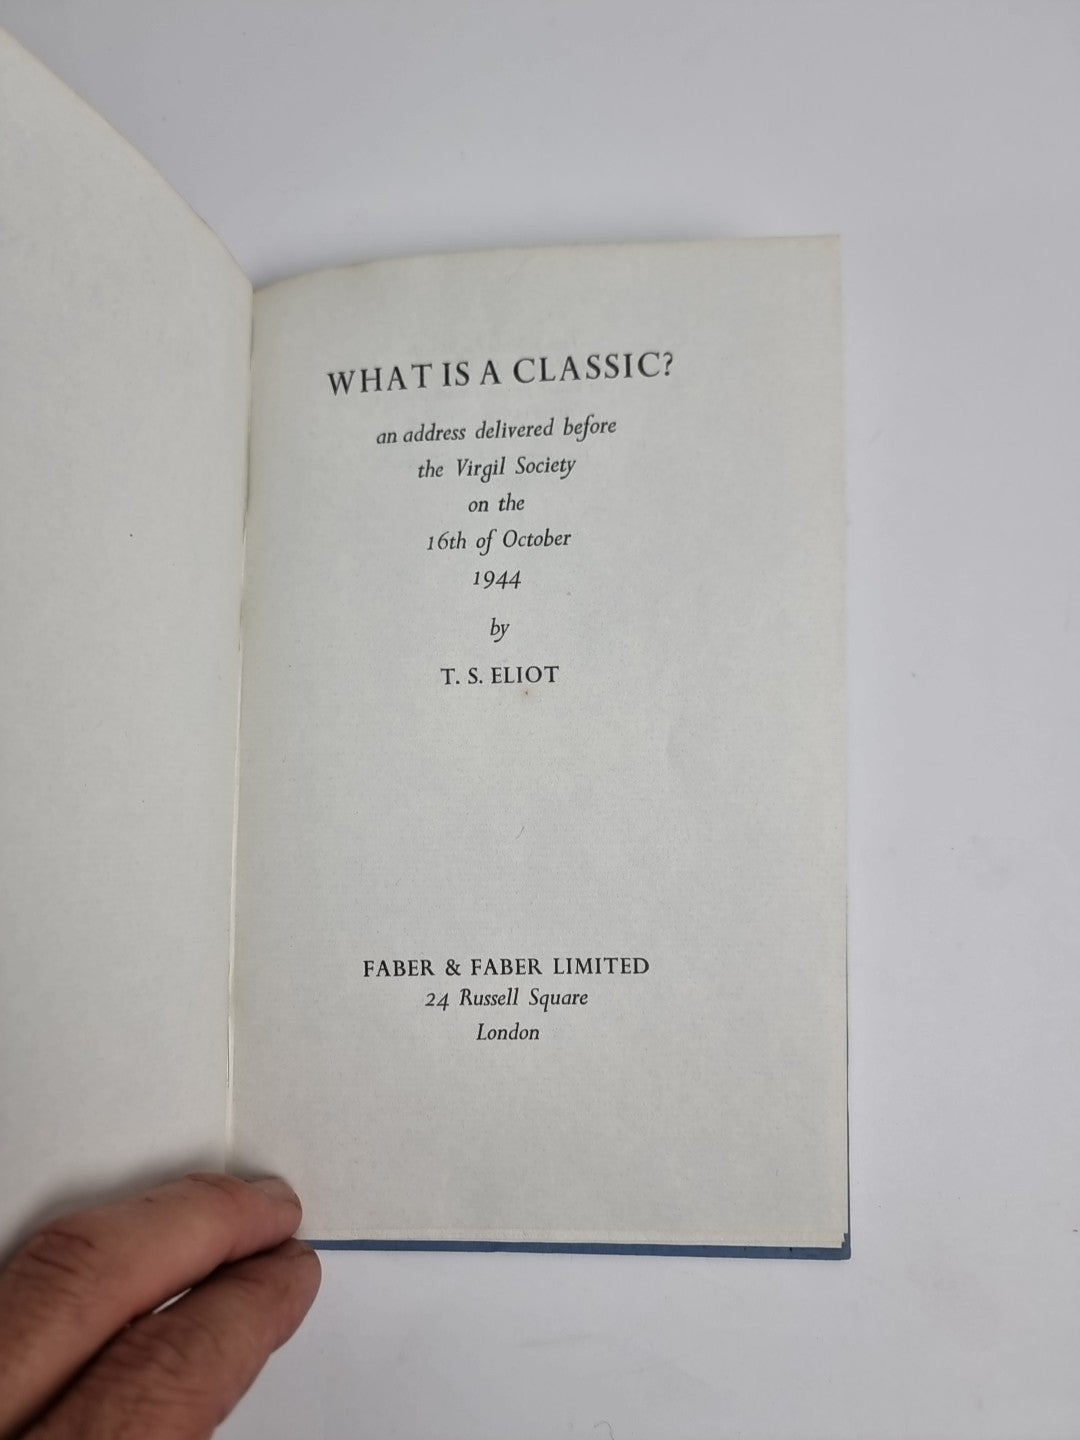 WHAT IS A CLASSIC?
an address delivered before
the Virgil Society
on the
16th of October
1944
by
T. S. ELIOT
FABER & FABER LIMITED
24 Russell Square
London